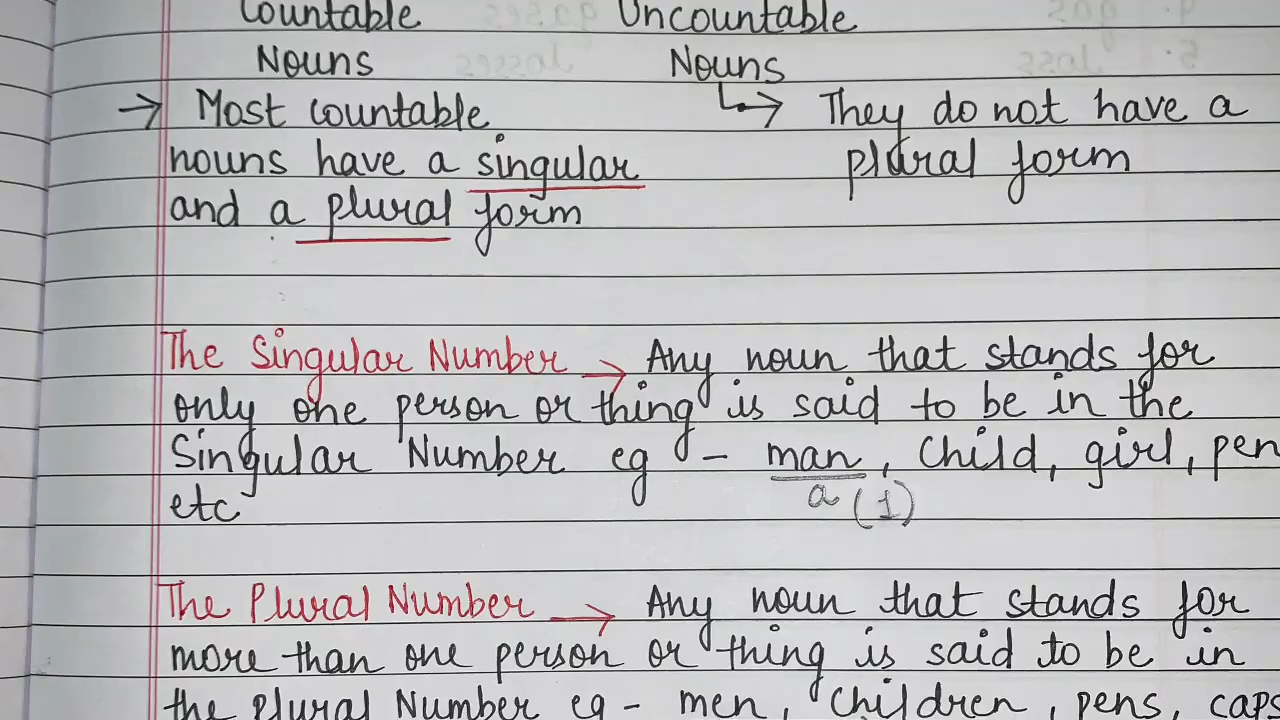 Countable Uncountable
Nouns Nouns
→ Most countable
nouns have a singular
and a plural form
↳ They do not have a
plural form
The Singular Number → Any noun that stands for
only one person or thing is said to be in the
Singular Number eg - man, Child, girl, pen
a (1)
etc
The Plural Number → Any noun that stands for
more than one person or thing is said to be in
the plural Number eg - men, Children, pens, caps